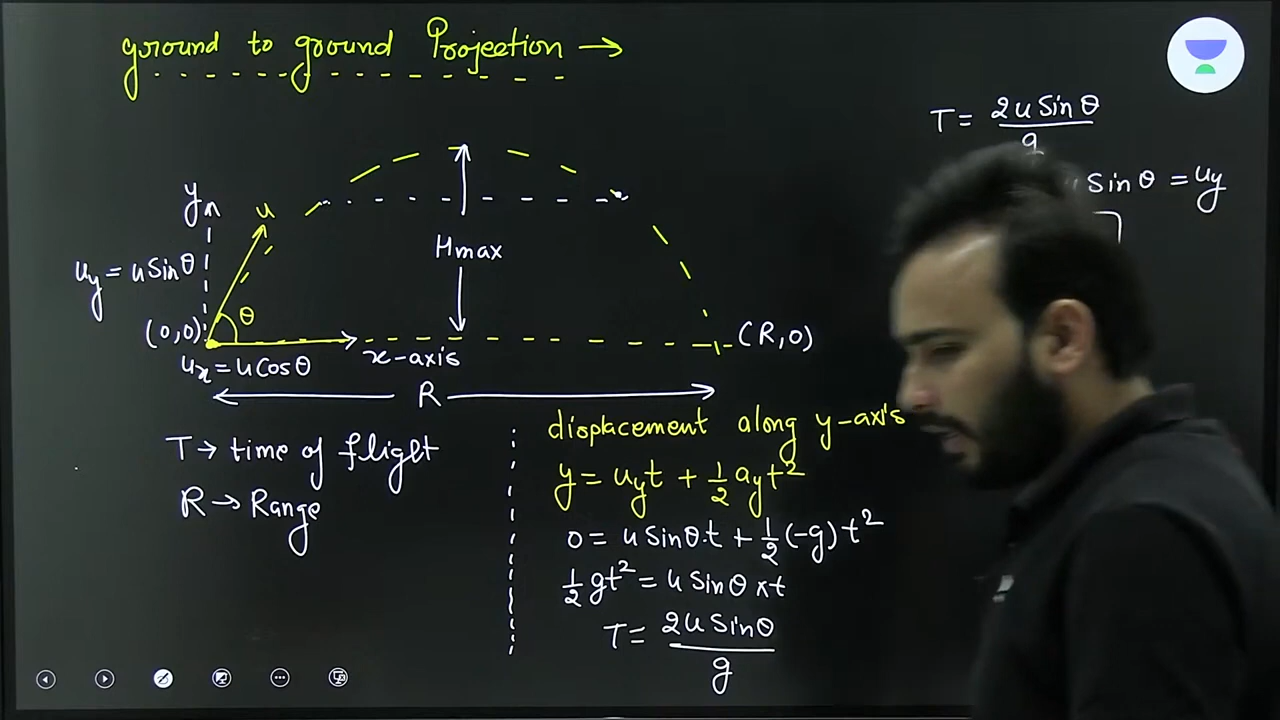 ground to ground Projection →
T = 2u Sin θ / g
Sin θ = uy
y
u
uy = u Sin θ
Hmax
θ
(0,0)
(R,0)
x-axis
ux = u Cos θ
R
displacement along y-axis
T → time of flight
y = uyt + 1/2 ayt²
R → Range
0 = u Sin θ.t + 1/2 (-g) t²
1/2 gt² = u Sin θ × t
T = 2u Sin θ / g